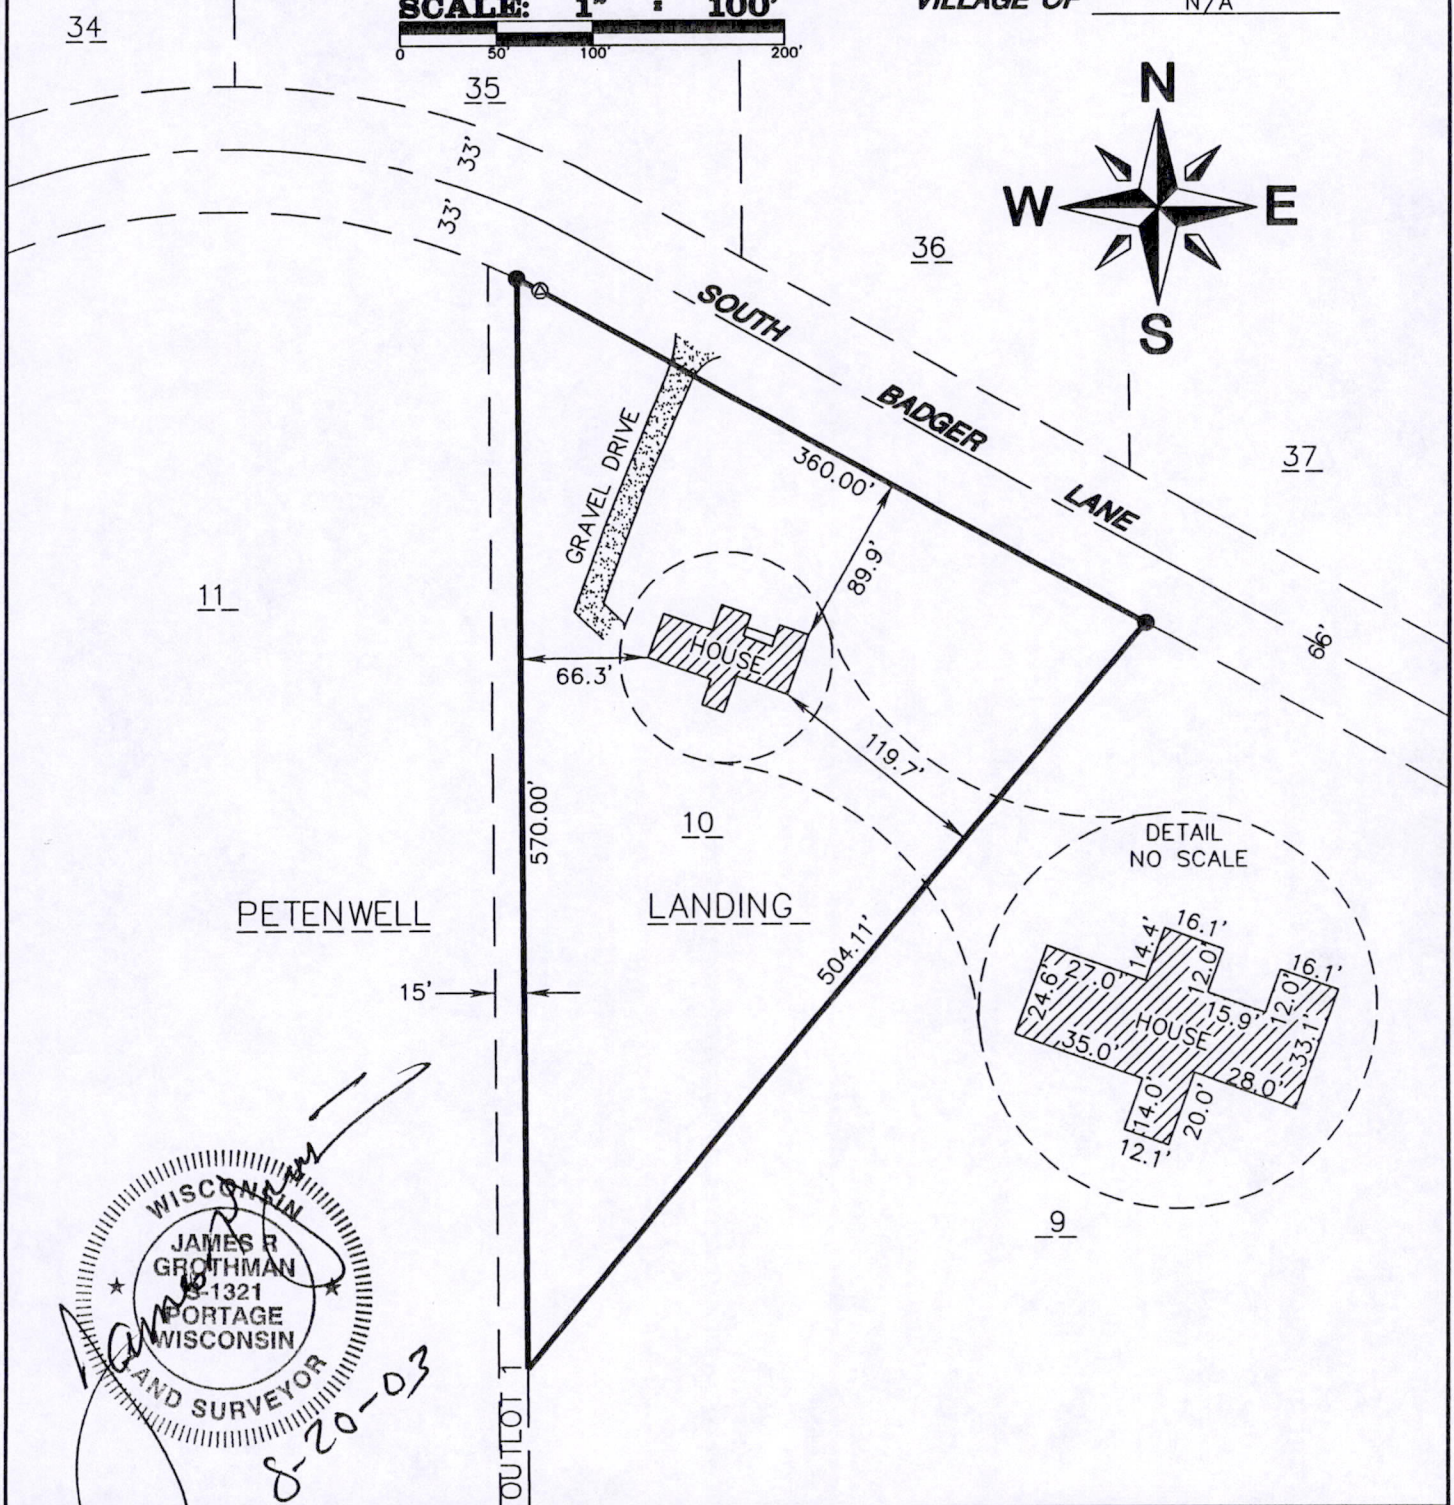 SCALE: 1" = 100'
0 50' 100' 200'
VILLAGE OF N/A
34
35
33'
33'
N
W E
S
36
SOUTH BADGER LANE
37
66'
GRAVEL DRIVE
360.00'
89.9'
11
HOUSE
66.3'
119.7'
570.00'
10
DETAIL
NO SCALE
PETENWELL
LANDING
504.11'
15'
16.1'
14.4'
12.0'
16.1'
27.0'
24.6'
12.0'
15.9'
HOUSE
33.1'
35.0'
28.0'
14.0'
20.0'
12.1'
9
WISCONSIN
JAMES R
GROTHMAN
S-1321
PORTAGE
WISCONSIN
LAND SURVEYOR
8-20-03
OUTLOT 1